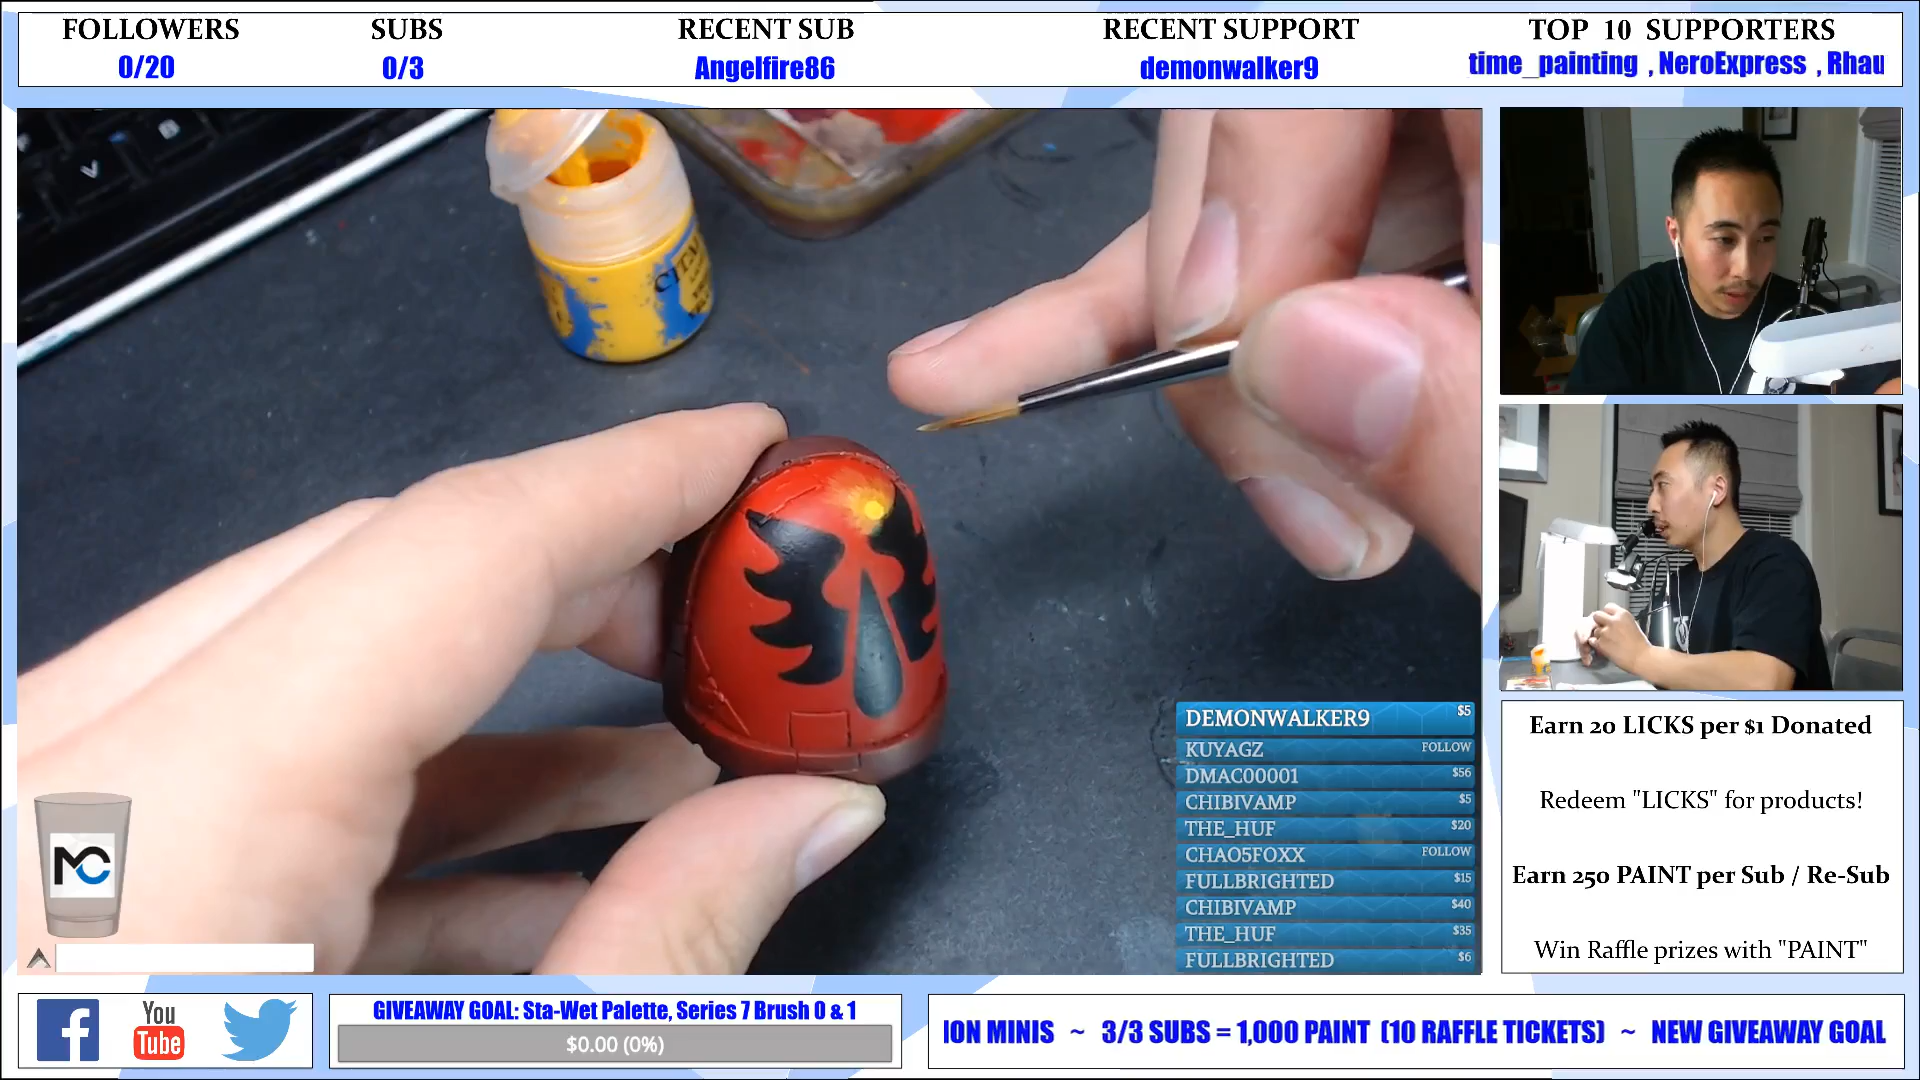 FOLLOWERS
0/20
SUBS
0/3
RECENT SUB
Angelfire86
RECENT SUPPORT
demonwalker9
TOP 10 SUPPORTERS
time_painting , NeroExpress , Rhau
V
B
CITA
DEMONWALKER9 $5
KUYAGZ FOLLOW
DMAC00001 $56
CHIBIVAMP $5
THE_HUF $20
CHAO5FOXX FOLLOW
FULLBRIGHTED $15
CHIBIVAMP $40
THE_HUF $35
FULLBRIGHTED $6
MC
Earn 20 LICKS per $1 Donated
Redeem "LICKS" for products!
Earn 250 PAINT per Sub / Re-Sub
Win Raffle prizes with "PAINT"
f
You
Tube
GIVEAWAY GOAL: Sta-Wet Palette, Series 7 Brush 0 & 1
$0.00 (0%)
ION MINIS ~ 3/3 SUBS = 1,000 PAINT (10 RAFFLE TICKETS) ~ NEW GIVEAWAY GOAL